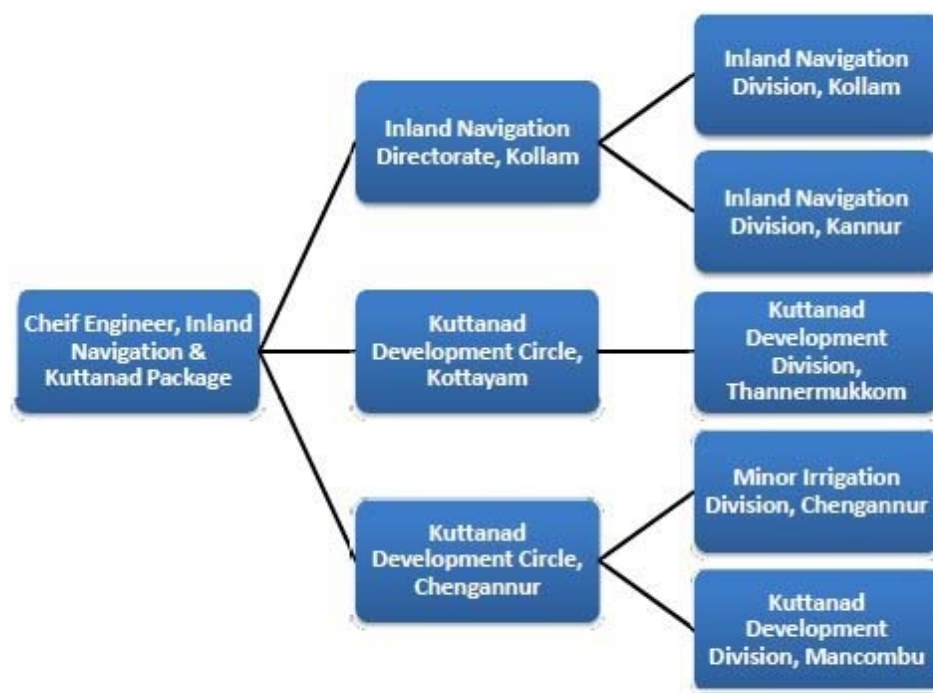 Inland Navigation
Division, Kollam
Inland Navigation
Directorate, Kollam
Inland Navigation
Division, Kannur
Cheif Engineer, Inland
Navigation &
Kuttanad Package
Kuttanad
Development Circle,
Kottayam
Kuttanad
Development
Division,
Thannermukkom
Minor Irrigation
Division, Chengannur
Kuttanad
Development Circle,
Chengannur
Kuttanad
Development
Division, Mancombu